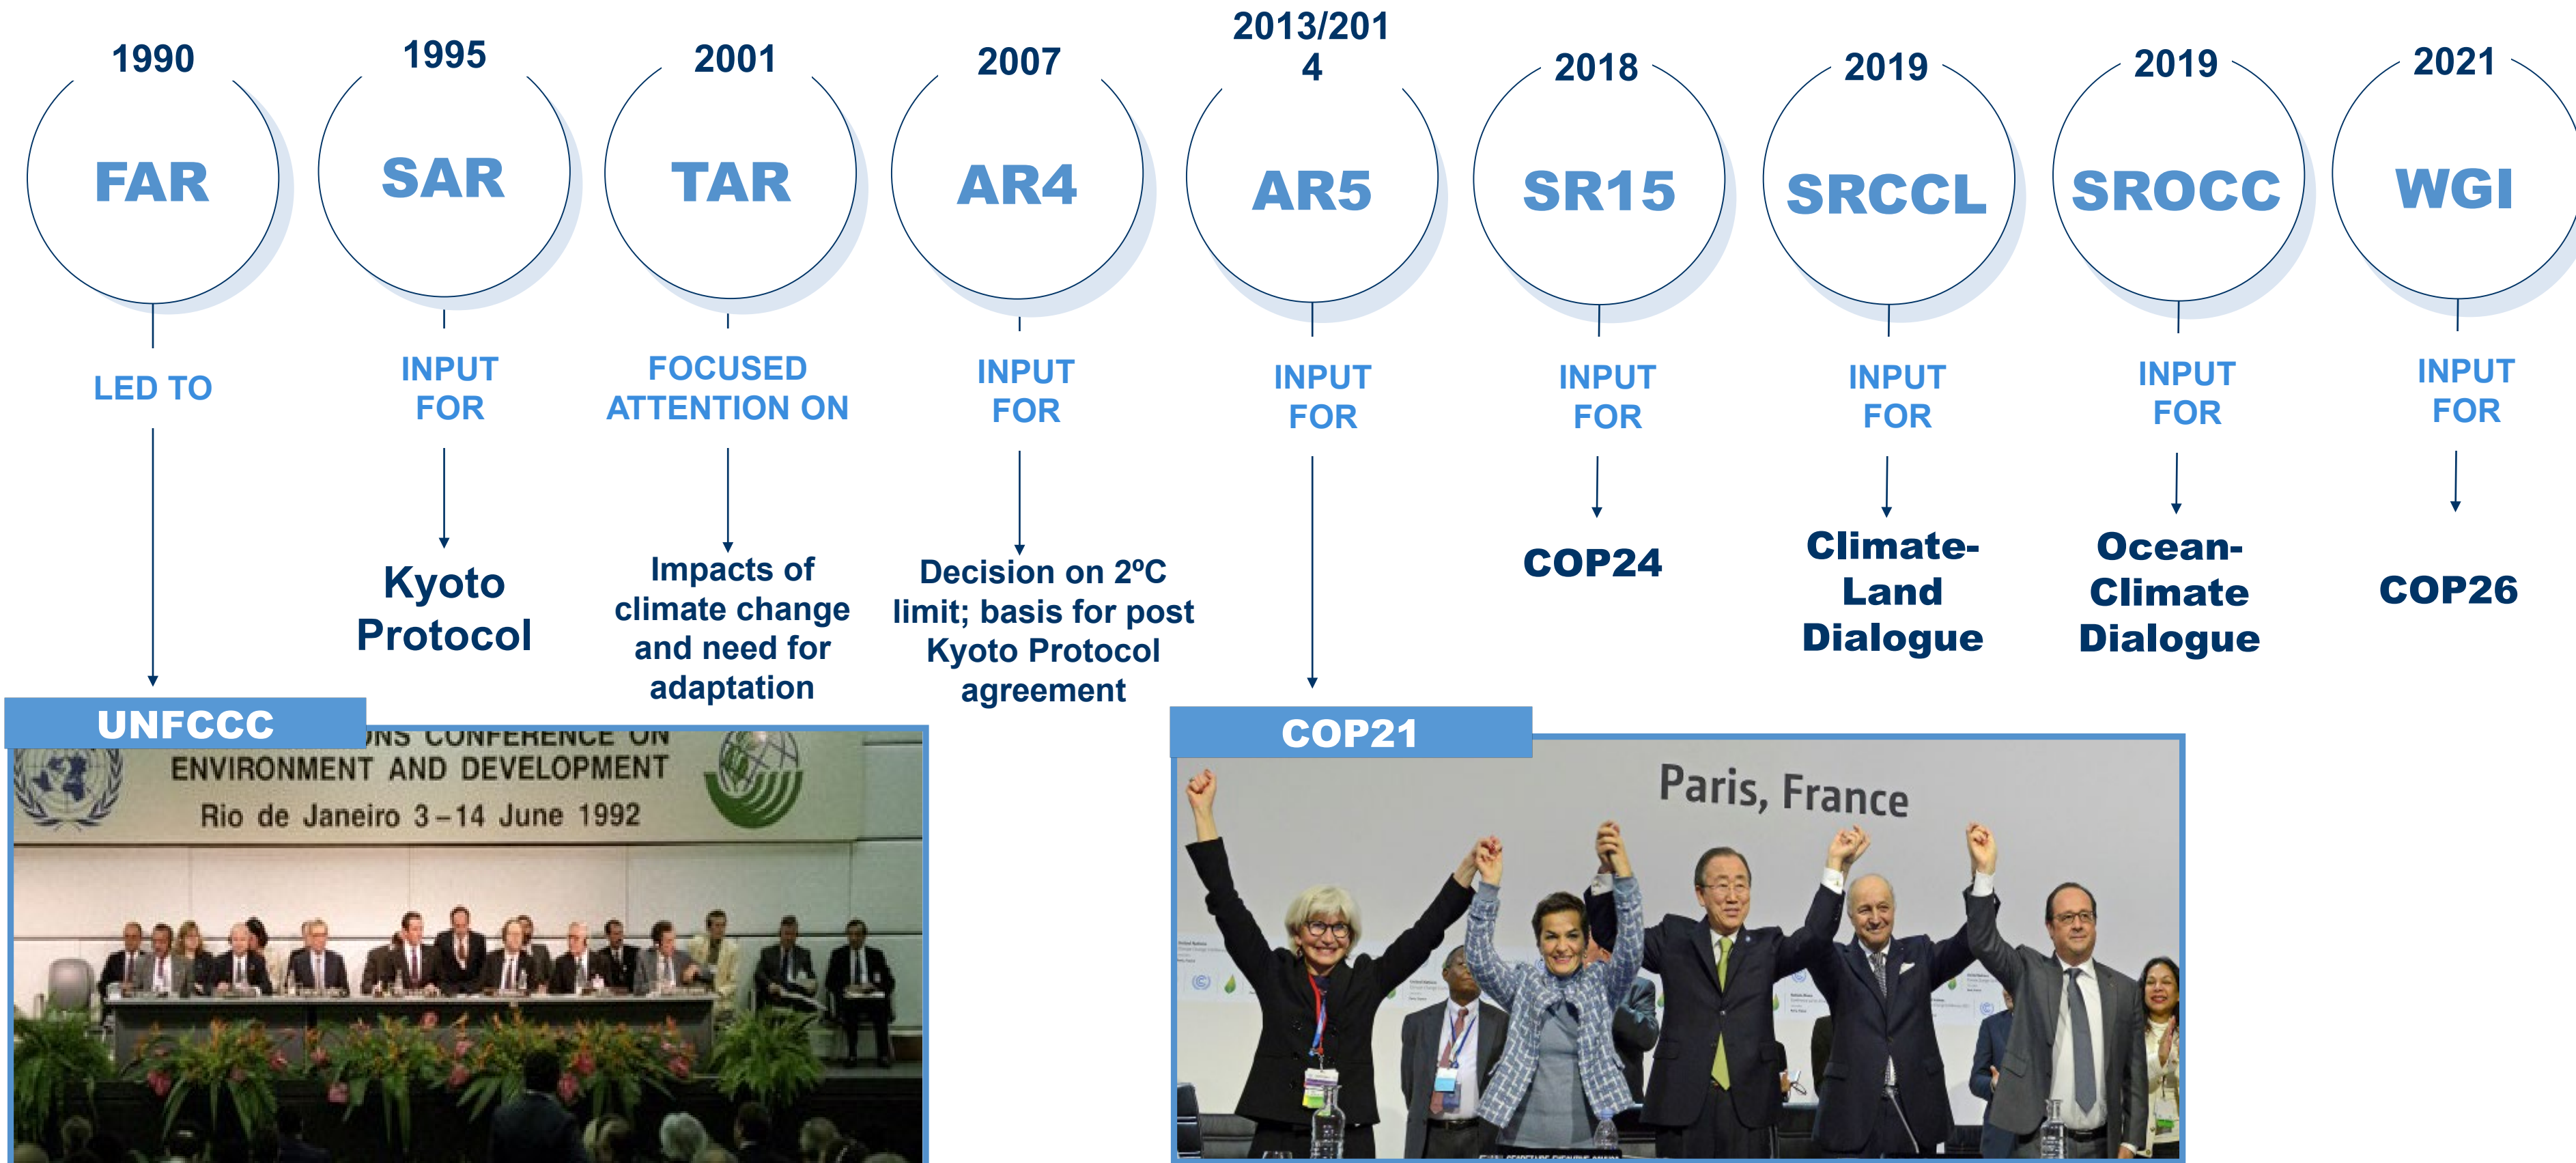 1990
FAR
LED TO
UNFCCC
1995
SAR
INPUT
FOR
Kyoto
Protocol
2001
TAR
FOCUSED
ATTENTION ON
Impacts of
climate change
and need for
adaptation
2007
AR4
INPUT
FOR
Decision on 2ºC
limit; basis for post
Kyoto Protocol
agreement
2013/201
4
AR5
INPUT
FOR
COP21
2018
SR15
INPUT
FOR
COP24
2019
SRCCL
INPUT
FOR
Climate-
Land
Dialogue
2019
SROCC
INPUT
FOR
Ocean-
Climate
Dialogue
2021
WGI
INPUT
FOR
COP26
CONFERENCE ON
ENVIRONMENT AND DEVELOPMENT
Rio de Janeiro 3–14 June 1992
Paris, France